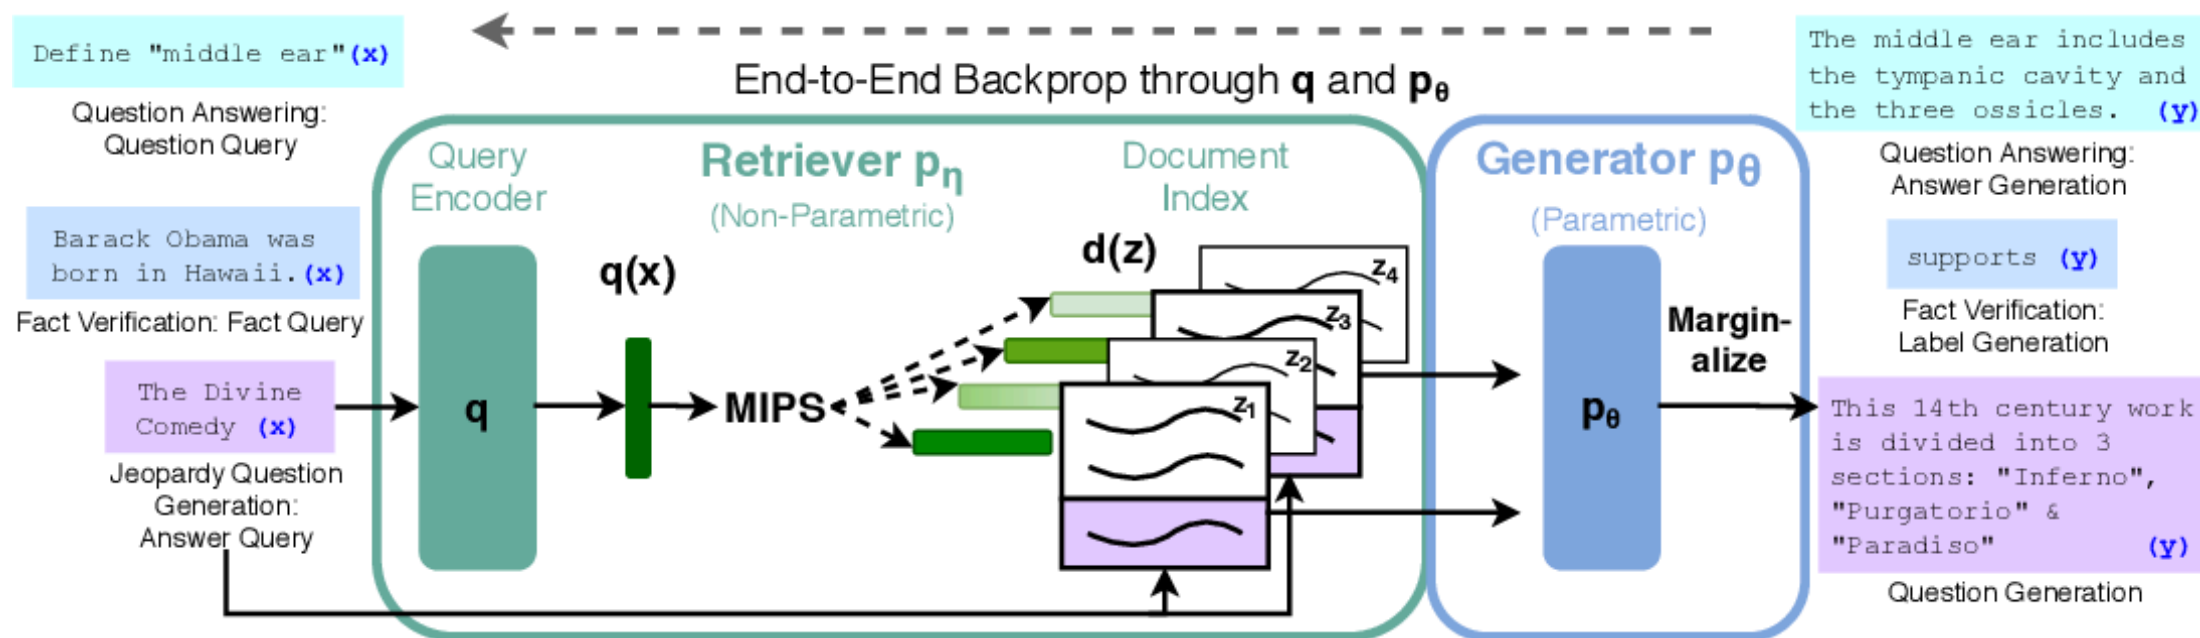 Define "middle ear"(x)
Question Answering:
Question Query
Barack Obama was
born in Hawaii.(x)
Fact Verification: Fact Query
The Divine
Comedy (x)
Jeopardy Question
Generation:
Answer Query
End-to-End Backprop through q and pθ
Query
Encoder
q
Retriever pη
(Non-Parametric)
q(x)
MIPS
Document
Index
d(z)
z4
z3
z2
z1
Generator pθ
(Parametric)
pθ
Margin-
alize
The middle ear includes
the tympanic cavity and
the three ossicles. (y)
Question Answering:
Answer Generation
supports (y)
Fact Verification:
Label Generation
This 14th century work
is divided into 3
sections: "Inferno",
"Purgatorio" &
"Paradiso" (y)
Question Generation